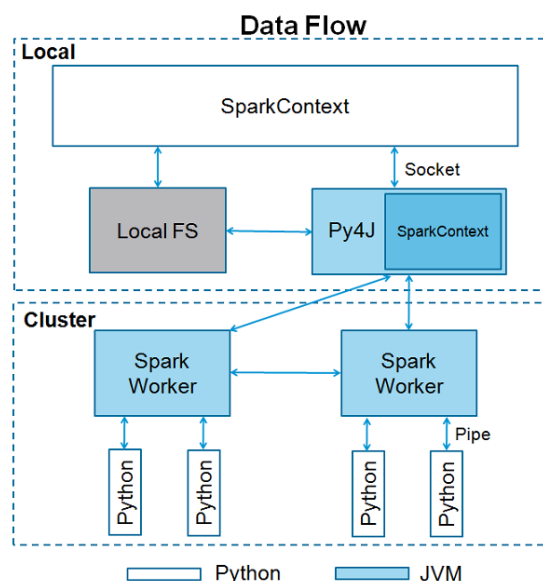 Data Flow
Local
SparkContext
Socket
Local FS
Py4J
SparkContext
Cluster
Spark
Worker
Spark
Worker
Pipe
Python
Python
Python
Python
Python
JVM